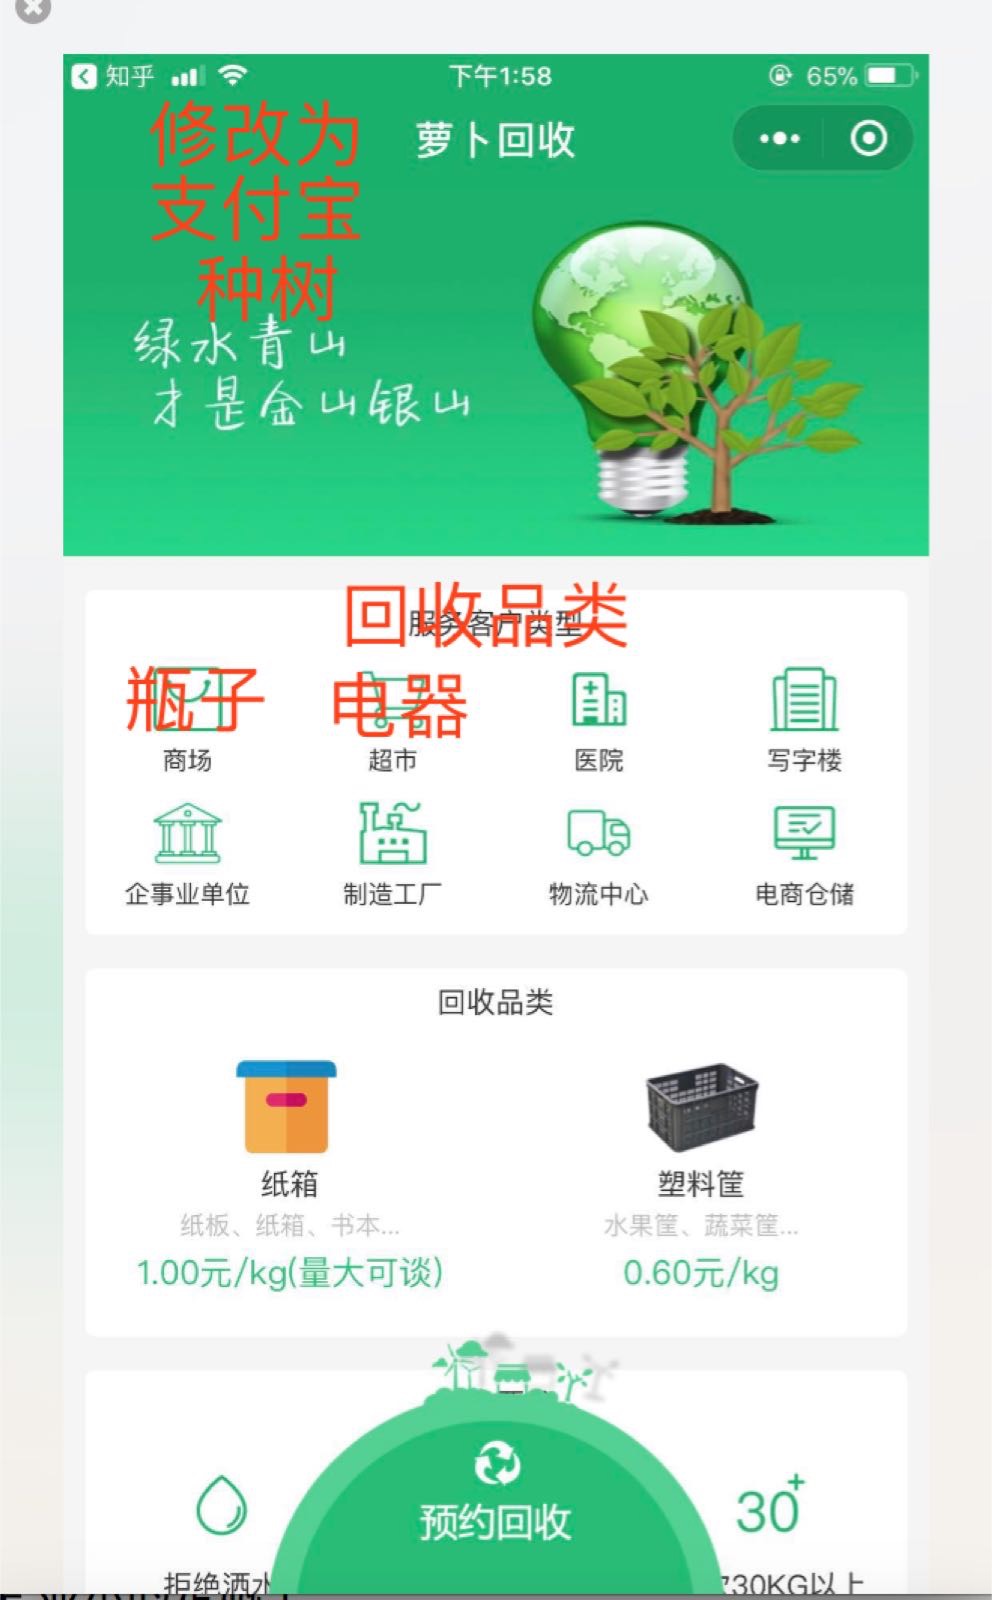 知乎 下午1:58 65%
萝卜回收
修改为
支付宝
种树
绿水青山
才是金山银山
回收品类
服务客户类型
瓶子 电器
商场 超市 医院 写字楼
企事业单位 制造工厂 物流中心 电商仓储
回收品类
纸箱 塑料筐
纸板、纸箱、书本... 水果筐、蔬菜筐...
1.00元/kg(量大可谈) 0.60元/kg
预约回收
30+
拒绝洒水 30KG以上